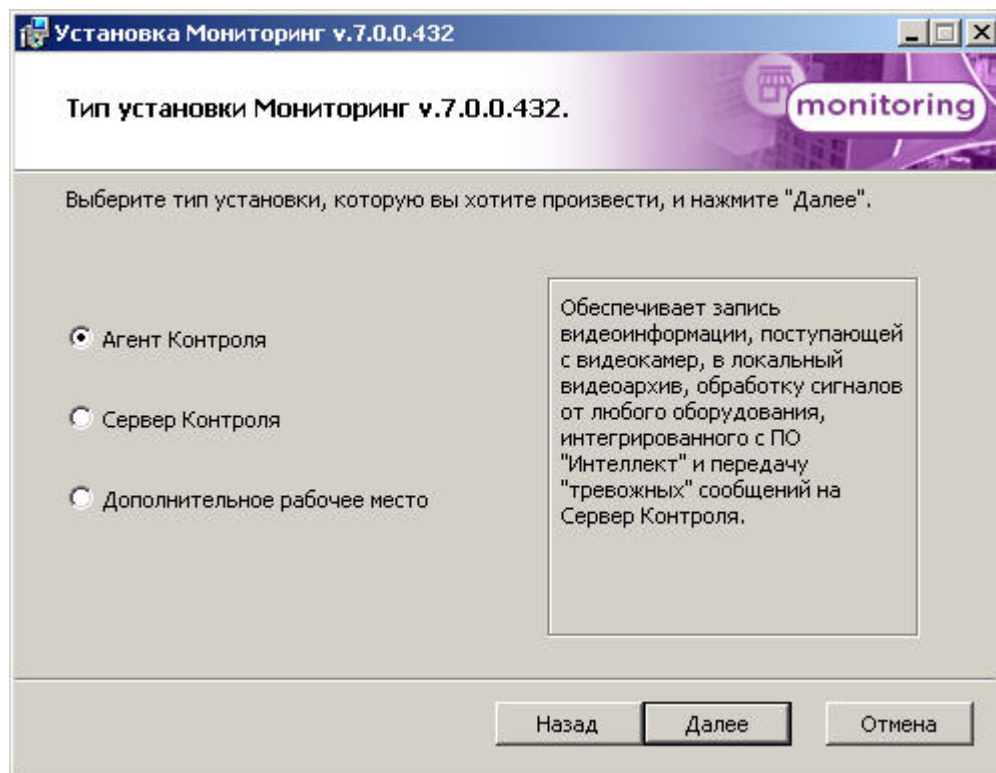 Установка Мониторинг v.7.0.0.432
Тип установки Мониторинг v.7.0.0.432.
monitoring
Выберите тип установки, которую вы хотите произвести, и нажмите "Далее".
Агент Контроля
Сервер Контроля
Дополнительное рабочее место
Обеспечивает запись
видеоинформации, поступающей
с видеокамер, в локальный
видеоархив, обработку сигналов
от любого оборудования,
интегрированного с ПО
"Интеллект" и передачу
"тревожных" сообщений на
Сервер Контроля.
Назад
Далее
Отмена